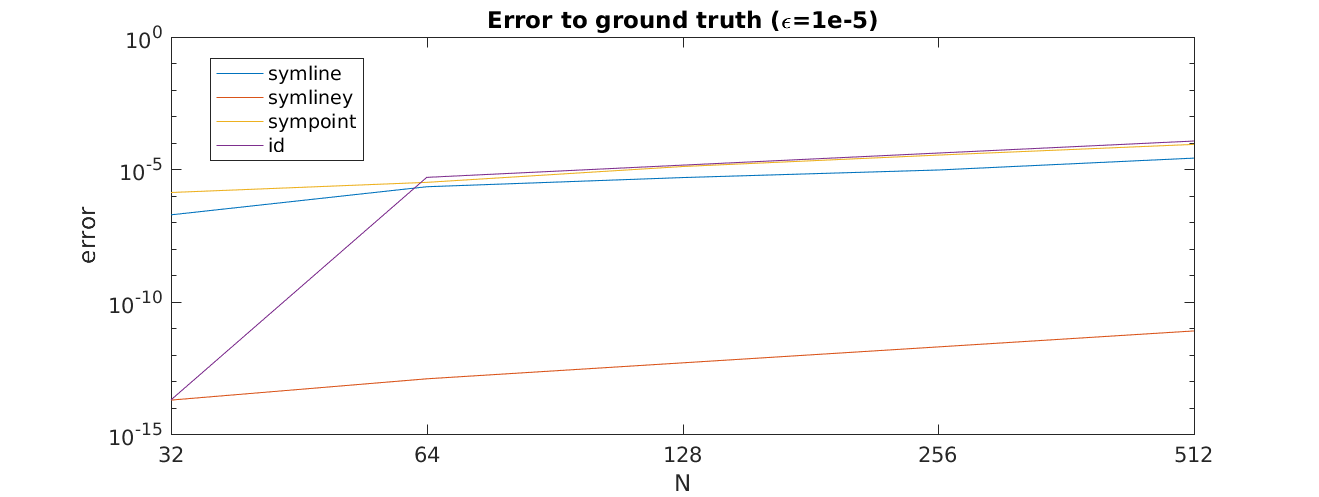 Error to ground truth (ϵ=1e-5)
10^0
symline
symliney
sympoint
id
10^-5
error
10^-10
10^-15
32 64 128 256 512
N